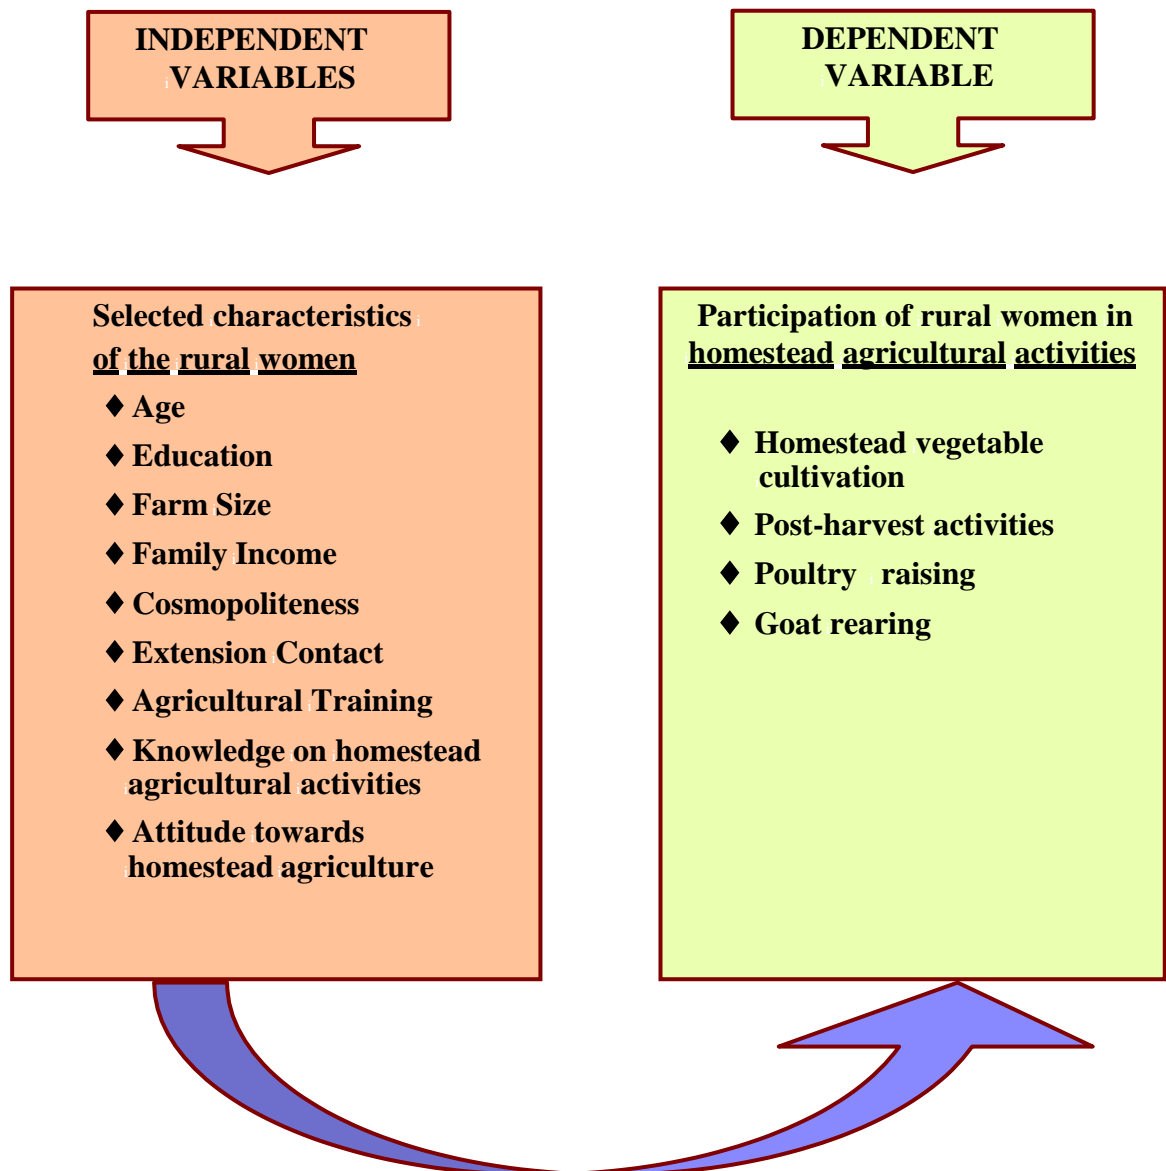 INDEPENDENT
VARIABLES
DEPENDENT
VARIABLE
Selected characteristics
of the rural women
♦ Age
♦ Education
♦ Farm Size
♦ Family Income
♦ Cosmopoliteness
♦ Extension Contact
♦ Agricultural Training
♦ Knowledge on homestead
agricultural activities
♦ Attitude towards
homestead agriculture
Participation of rural women in
homestead agricultural activities
♦ Homestead vegetable
cultivation
♦ Post-harvest activities
♦ Poultry raising
♦ Goat rearing